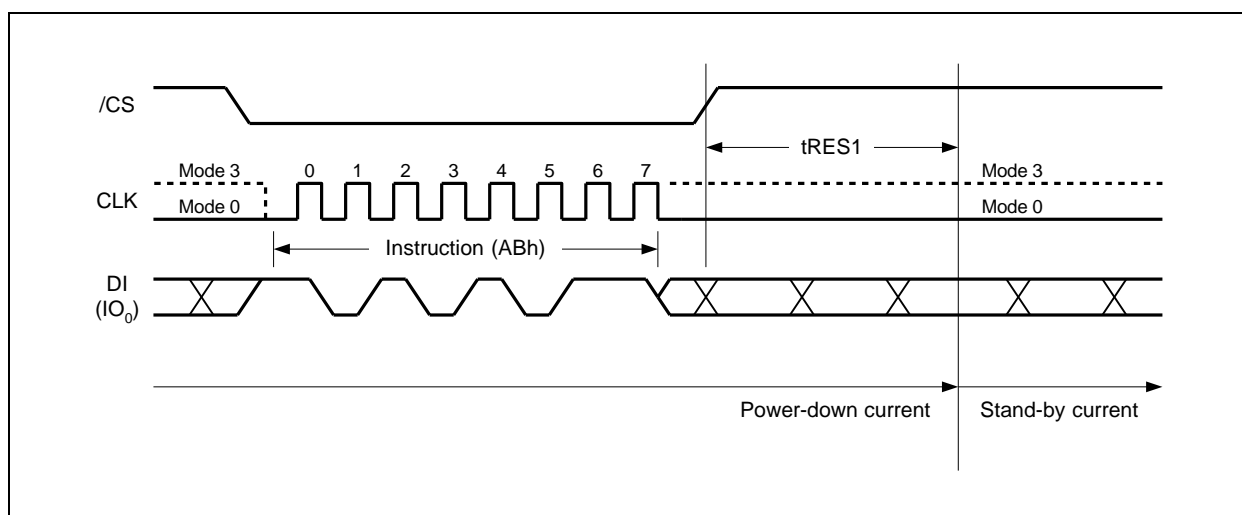 /CS
tRES1
Mode 3 0 1 2 3 4 5 6 7 Mode 3
CLK
Mode 0 Mode 0
Instruction (ABh)
DI
(IO0)
Power-down current Stand-by current